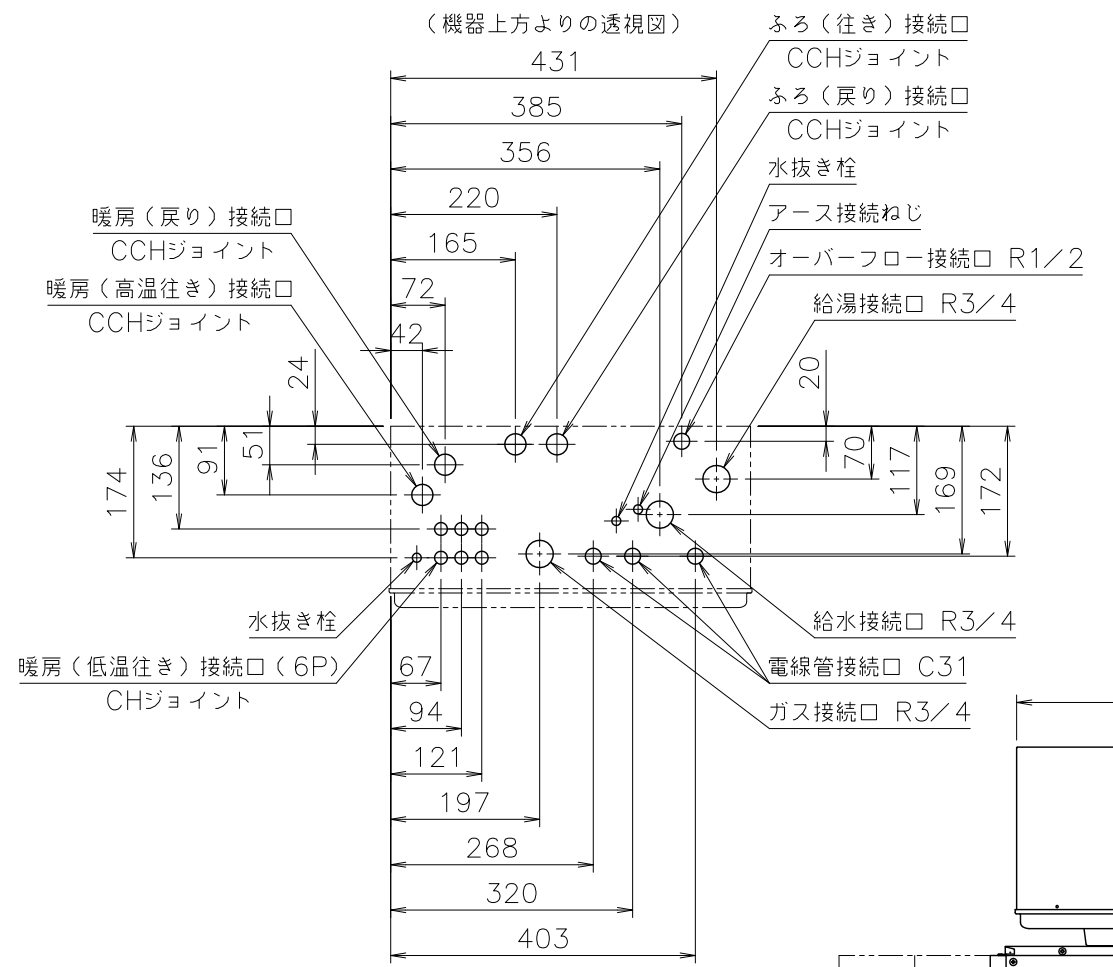 （機器上方よりの透視図）
ふろ（往き）接続口
CCHジョイント
431
ふろ（戻り）接続口
CCHジョイント
385
356
水抜き栓
220
アース接続ねじ
暖房（戻り）接続口
CCHジョイント
165
オーバーフロー接続口 R1/2
暖房（高温往き）接続口
CCHジョイント
72
給湯接続口 R3/4
42
24
20
174
136
91
51
70
117
169
172
水抜き栓
給水接続口 R3/4
暖房（低温往き）接続口（6P）
CHジョイント
67
電線管接続口 C31
94
ガス接続口 R3/4
121
197
268
320
403